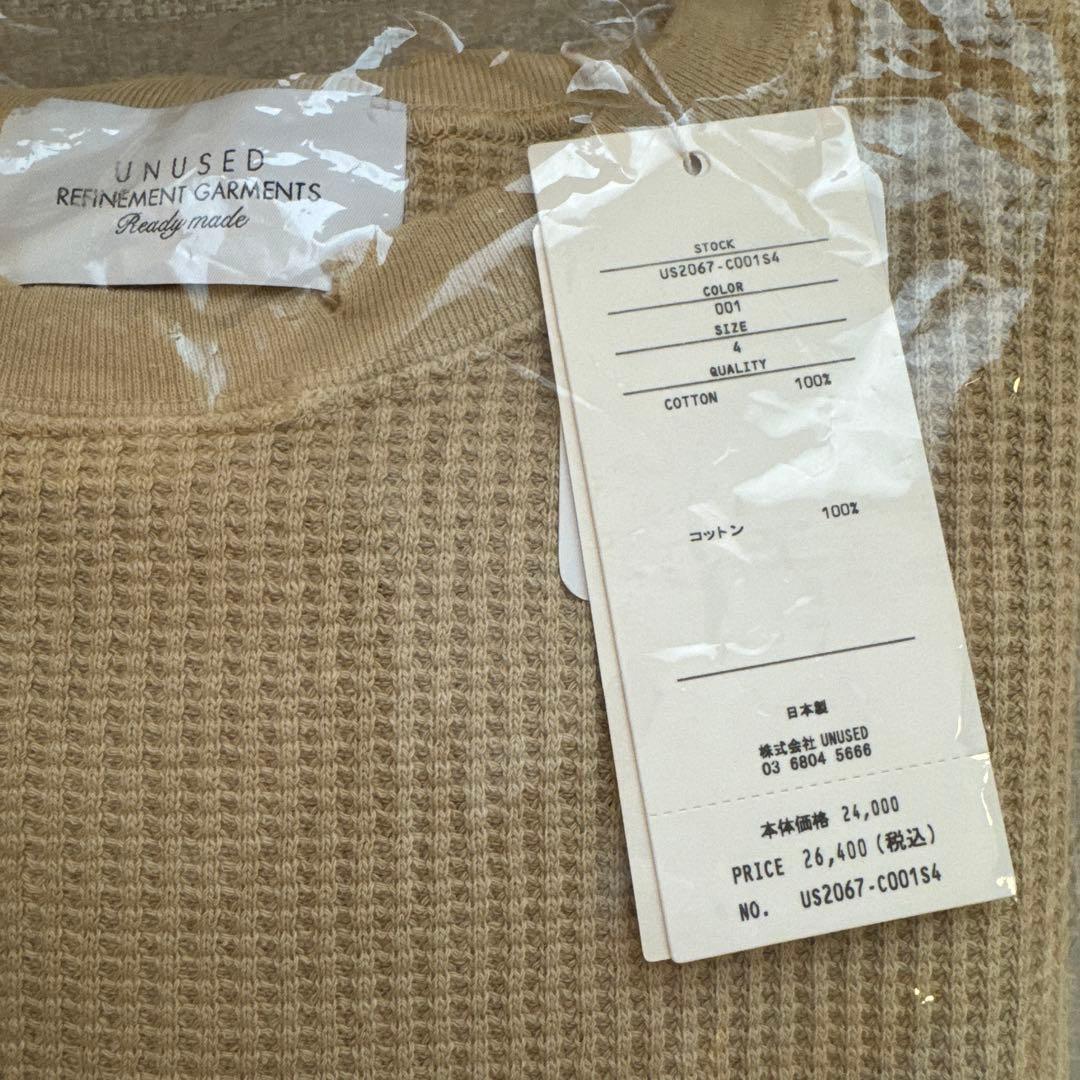 UNUSED
REFINEMENT GARMENTS
Ready made
STOCK
US2067-C001S4
COLOR
001
SIZE
4
QUALITY
COTTON 100%
コットン 100%
日本製
株式会社 UNUSED
03 6804 5666
本体価格 24,000
PRICE 26,400 (税込)
NO. US2067-C001S4